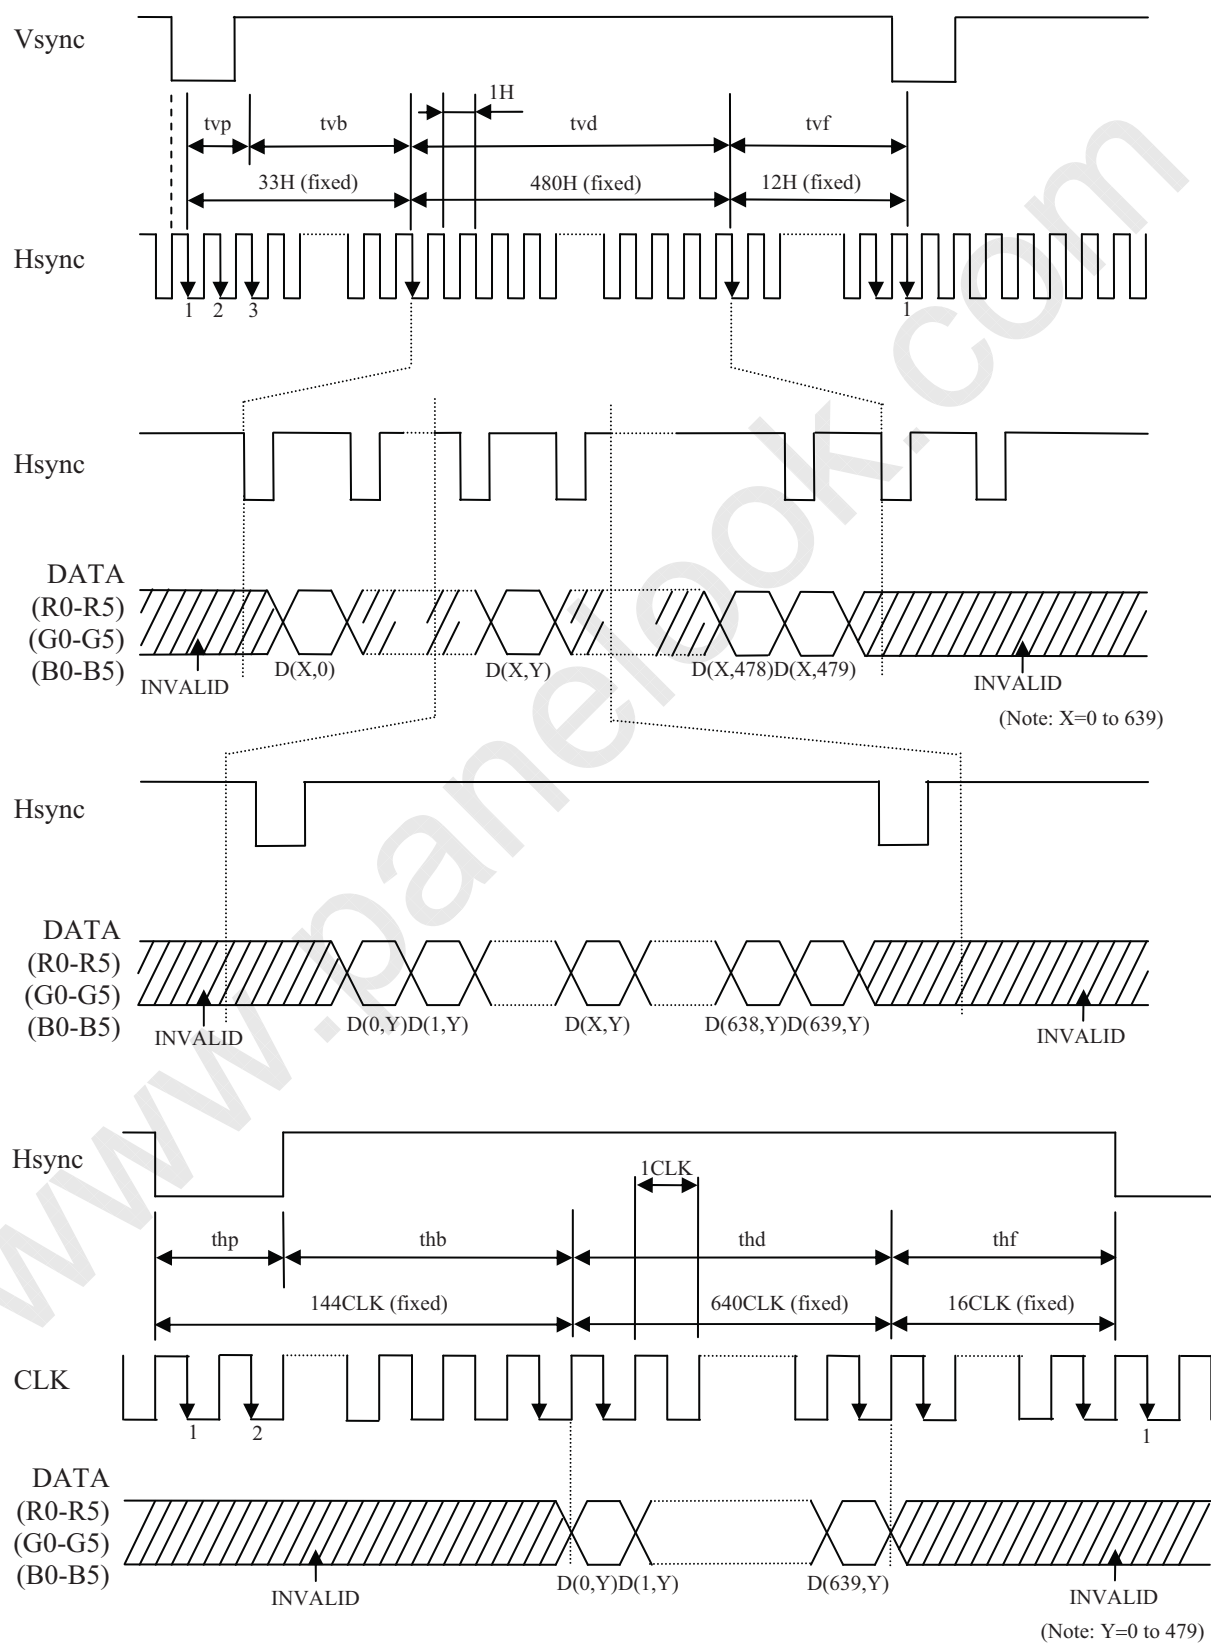 Vsync
1H
tvp tvb tvd tvf
33H (fixed) 480H (fixed) 12H (fixed)
Hsync
1 2 3 1
Hsync
DATA
(R0-R5)
(G0-G5)
(B0-B5)
D(X,0) D(X,Y) D(X,478)D(X,479)
INVALID INVALID
(Note: X=0 to 639)
Hsync
DATA
(R0-R5)
(G0-G5)
(B0-B5)
D(0,Y)D(1,Y) D(X,Y) D(638,Y)D(639,Y)
INVALID INVALID
Hsync
1CLK
thp thb thd thf
144CLK (fixed) 640CLK (fixed) 16CLK (fixed)
CLK
1 2 1
DATA
(R0-R5)
(G0-G5)
(B0-B5)
D(0,Y)D(1,Y) D(639,Y)
INVALID INVALID
(Note: Y=0 to 479)
www.panelook.com